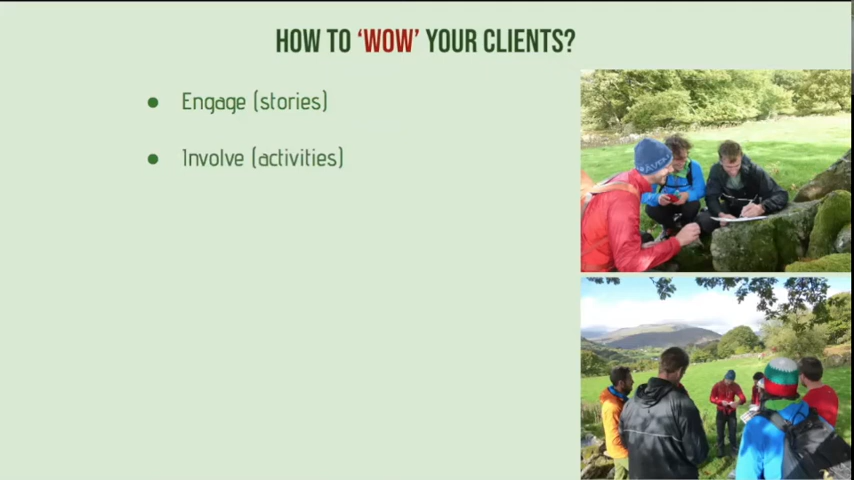 HOW TO ‘WOW’ YOUR CLIENTS?
● Engage (stories)
● Involve (activities)